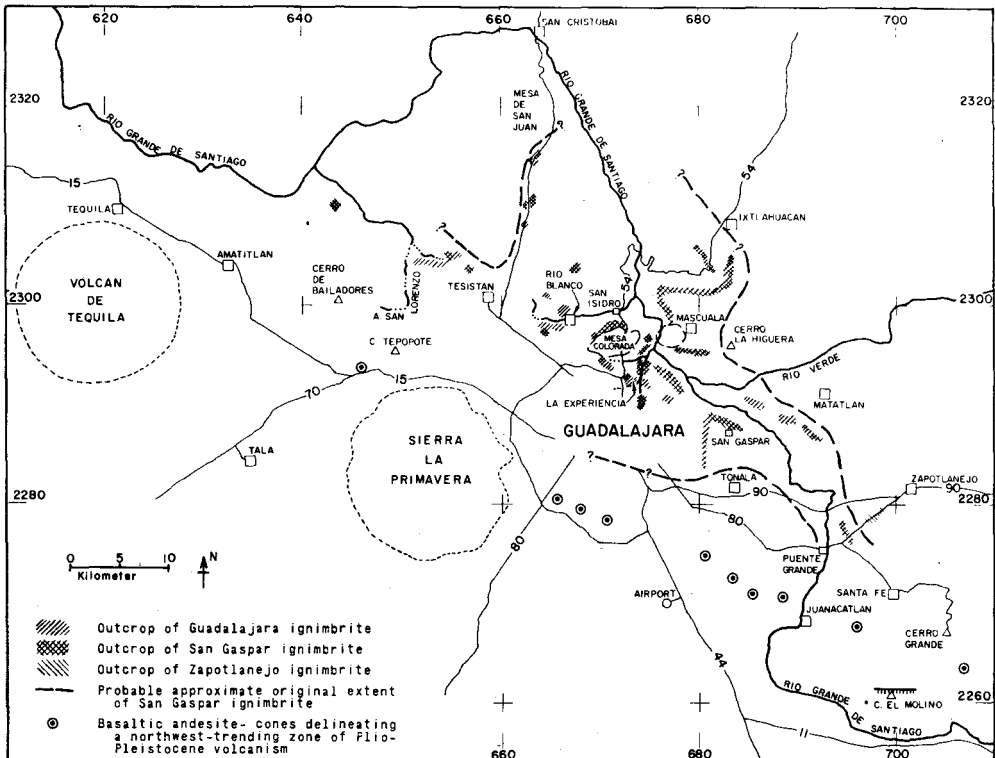 620
640
660
680
700
SAN CRISTOBAL
2320
2320
MESA
DE
SAN
JUAN
?
RIO GRANDE DE SANTIAGO
RIO GRANDE DE SANTIAGO
54
15
?
IXTLAHUACAN
TEQUILA
?
?
AMATITLAN
CERRO
DE
BAILADORES
A SAN LORENZO
TESISTAN
RIO
BLANCO
SAN
ISIDRO
54
VOLCAN
DE
TEQUILA
2300
2300
MASCUALA
MESA
COLORADA
CERRO
LA HIGUERA
C. TEPOPOTE
RIO VERDE
15
70
LA EXPERIENCIA
MATATLAN
GUADALAJARA
SAN GASPAR
SIERRA
LA
PRIMAVERA
TALA
?
?
TONALA
ZAPOTLANEJO
90
90
2280
2280
80
80
0 5 10
Kilometer
N
PUENTE
GRANDE
AIRPORT
SANTA FE
JUANACATLAN
CERRO
GRANDE
Outcrop of Guadalajara ignimbrite
Outcrop of San Gaspar ignimbrite
Outcrop of Zapotlanejo ignimbrite
Probable approximate original extent
of San Gaspar ignimbrite
Basaltic andesite- cones delineating
a northwest-trending zone of Plio-
Pleistocene volcanism
44
RIO GRANDE
DE
SANTIAGO
C. EL MOLINO
2260
11
660
680
700